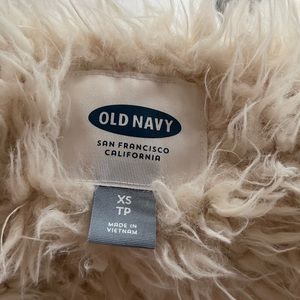 OLD NAVY
SAN FRANCISCO
CALIFORNIA
XS
TP
MADE IN
VIETNAM